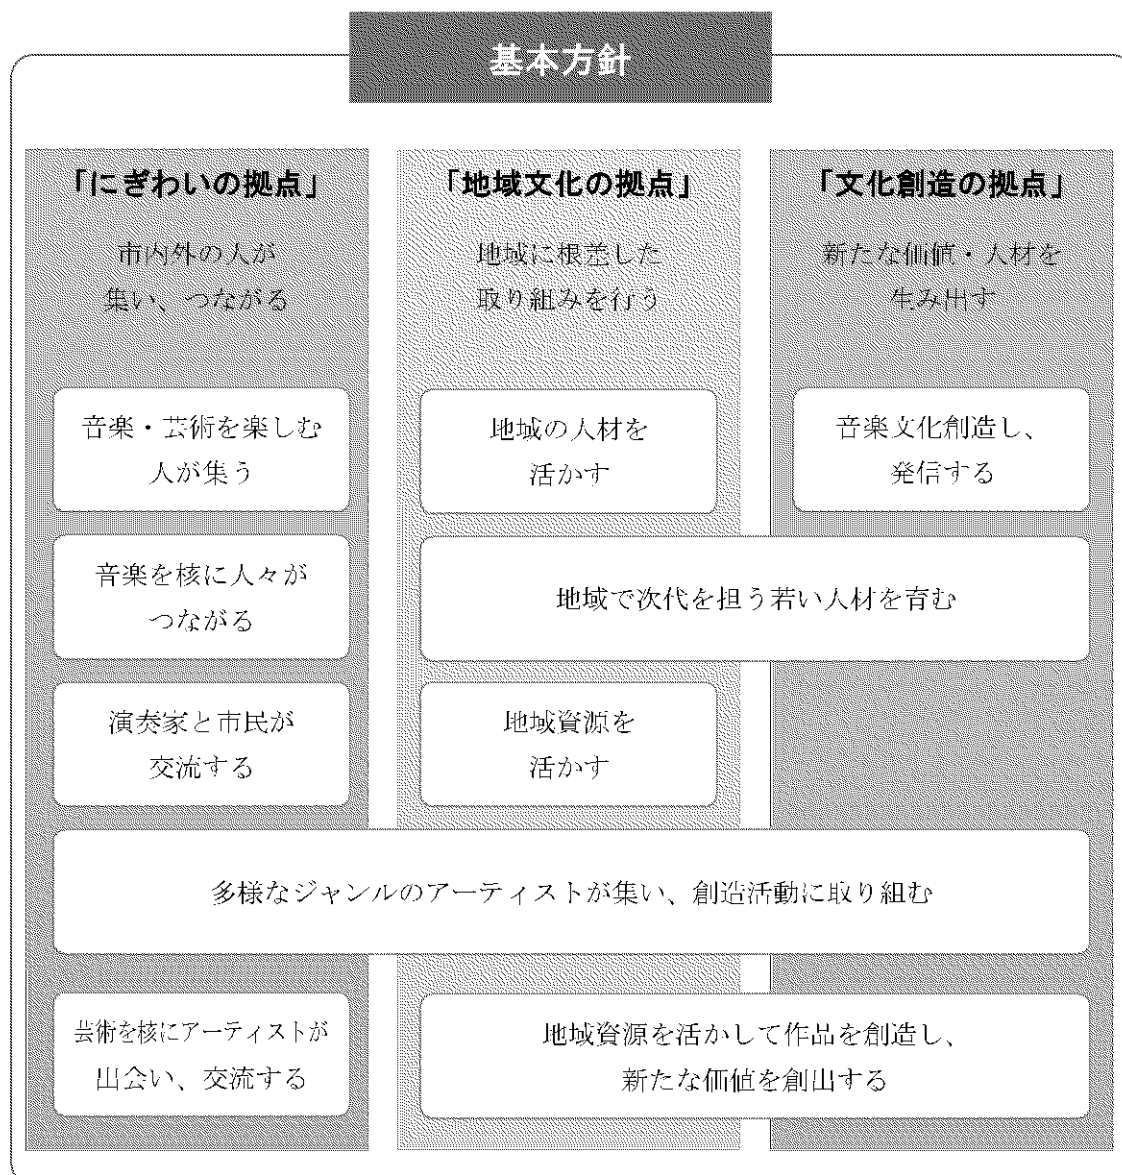 基本方針
「にぎわいの拠点」
市内外の人が
集い、つながる
「地域文化の拠点」
地域に根差した
取り組みを行う
「文化創造の拠点」
新たな価値・人材を
生み出す
音楽・芸術を楽しむ
人が集う
地域の人材を
活かす
音楽文化創造し、
発信する
音楽を核に人々が
つながる
地域で次代を担う若い人材を育む
演奏家と市民が
交流する
地域資源を
活かす
多様なジャンルのアーティストが集い、創造活動に取り組む
芸術を核にアーティストが
出会い、交流する
地域資源を活かして作品を創造し、
新たな価値を創出する